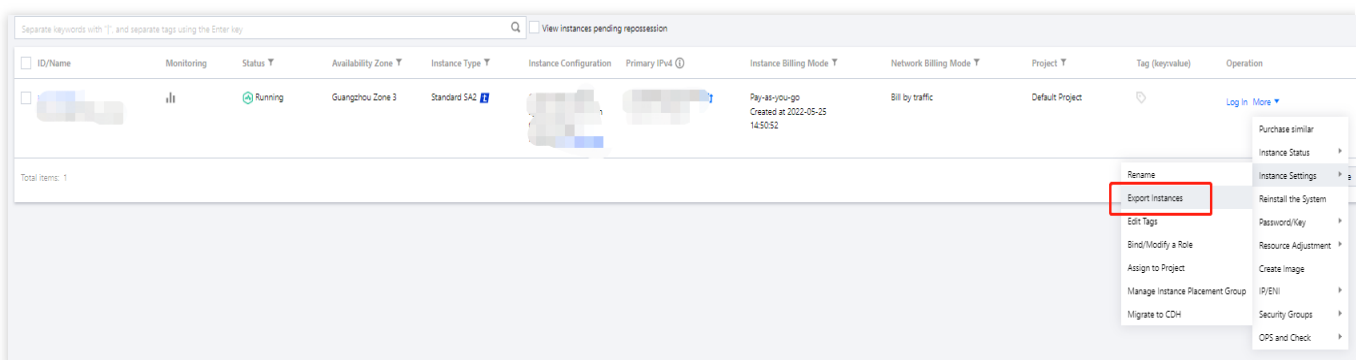 Separate keywords with "|", and separate tags using the Enter key
View instances pending repossession
ID/Name Monitoring Status Availability Zone Instance Type Instance Configuration Primary IPv4 Instance Billing Mode Network Billing Mode Project Tag (key:value) Operation
Running Guangzhou Zone 3 Standard SA2 Pay-as-you-go Bill by traffic Default Project Log In More
Created at 2022-05-25
14:50:52
Total items: 1
Purchase similar
Instance Status
Instance Settings
Reinstall the System
Password/Key
Resource Adjustment
Create Image
IP/ENI
Security Groups
OPS and Check
Rename
Export Instances
Edit Tags
Bind/Modify a Role
Assign to Project
Manage Instance Placement Group
Migrate to CDH